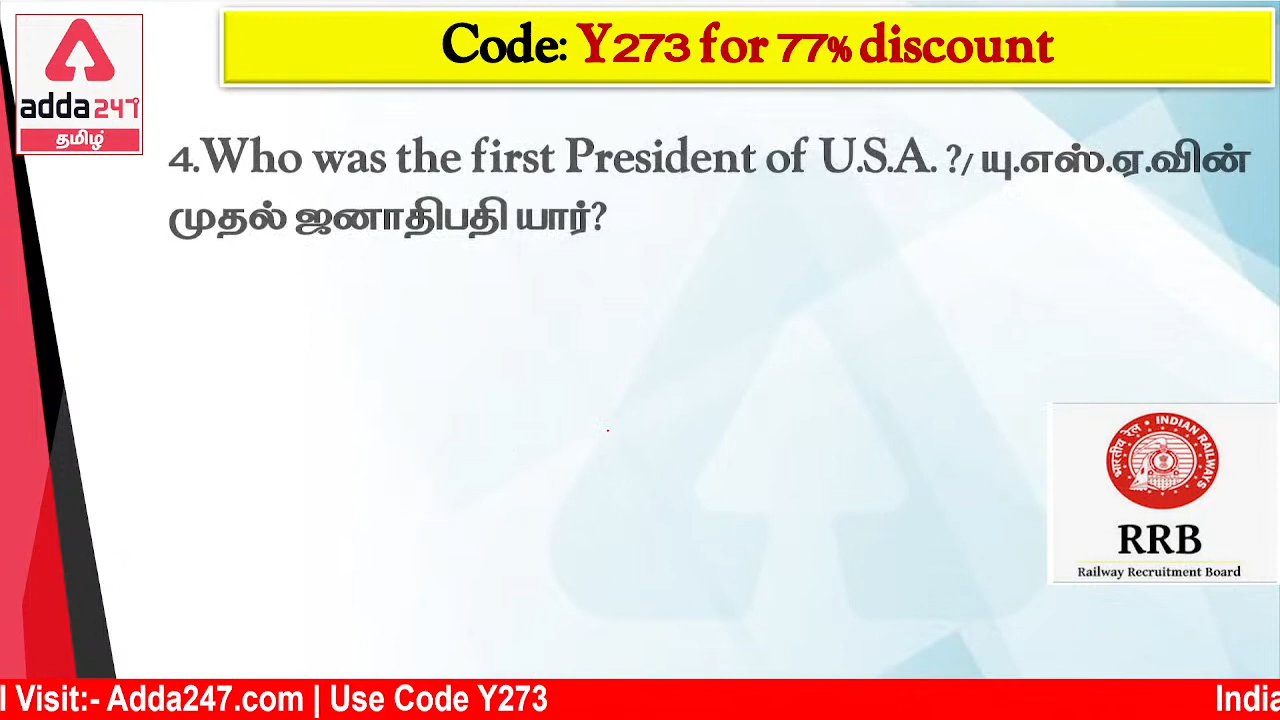 Code: Y273 for 77% discount
adda247
தமிழ்
4.Who was the first President of U.S.A. ?/ யு.எஸ்.ஏ.வின்
முதல் ஜனாதிபதி யார்?
भारतीय रेल • INDIAN RAILWAYS
RRB
Railway Recruitment Board
l Visit:- Adda247.com | Use Code Y273
India